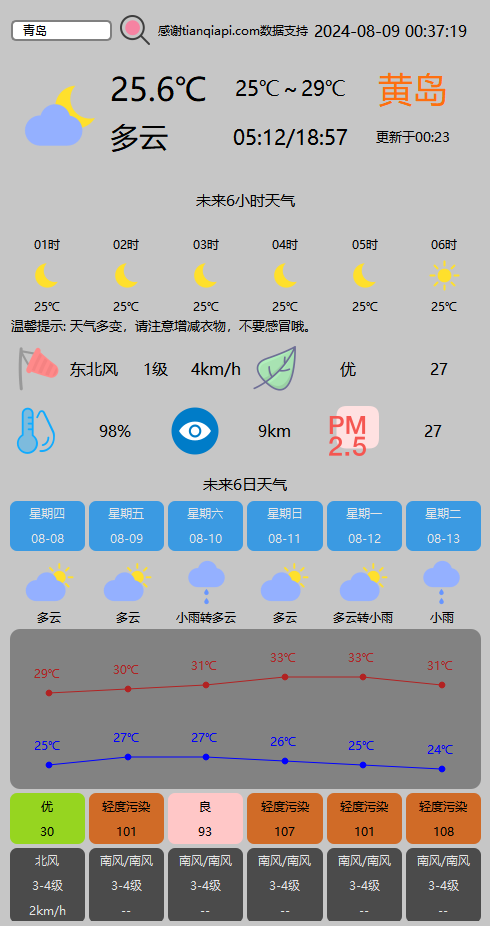 青岛 感谢tianqiapi.com数据支持 2024-08-09 00:37:19
25.6℃ 25℃～29℃ 黄岛
多云 05:12/18:57 更新于00:23
未来6小时天气
01时 02时 03时 04时 05时 06时
25℃ 25℃ 25℃ 25℃ 25℃ 25℃
温馨提示: 天气多变，请注意增减衣物，不要感冒哦。
东北风 1级 4km/h 优 27
98% 9km PM 2.5 27
未来6日天气
星期四 星期五 星期六 星期日 星期一 星期二
08-08 08-09 08-10 08-11 08-12 08-13
多云 多云 小雨转多云 多云 多云转小雨 小雨
29℃ 30℃ 31℃ 33℃ 33℃ 31℃
25℃ 27℃ 27℃ 26℃ 25℃ 24℃
优 轻度污染 良 轻度污染 轻度污染 轻度污染
30 101 93 107 101 108
北风 南风/南风 南风/南风 南风/南风 南风/南风 南风/南风
3-4级 3-4级 3-4级 3-4级 3-4级 3-4级
2km/h -- -- -- -- --